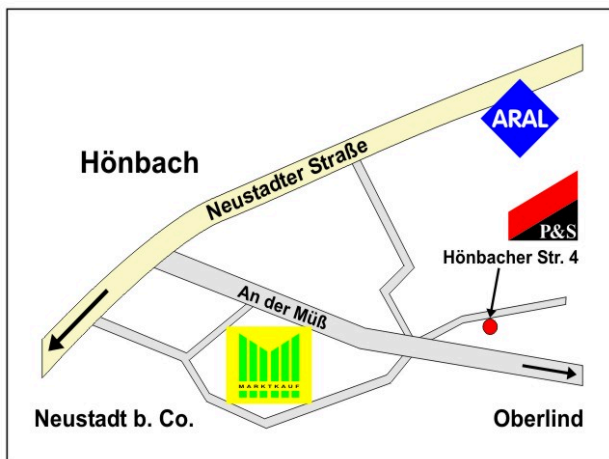 ARAL
Hönbach
Neustadter Straße
P&S
Hönbacher Str. 4
An der Müß
MARKTKAUF
Neustadt b. Co.
Oberlind